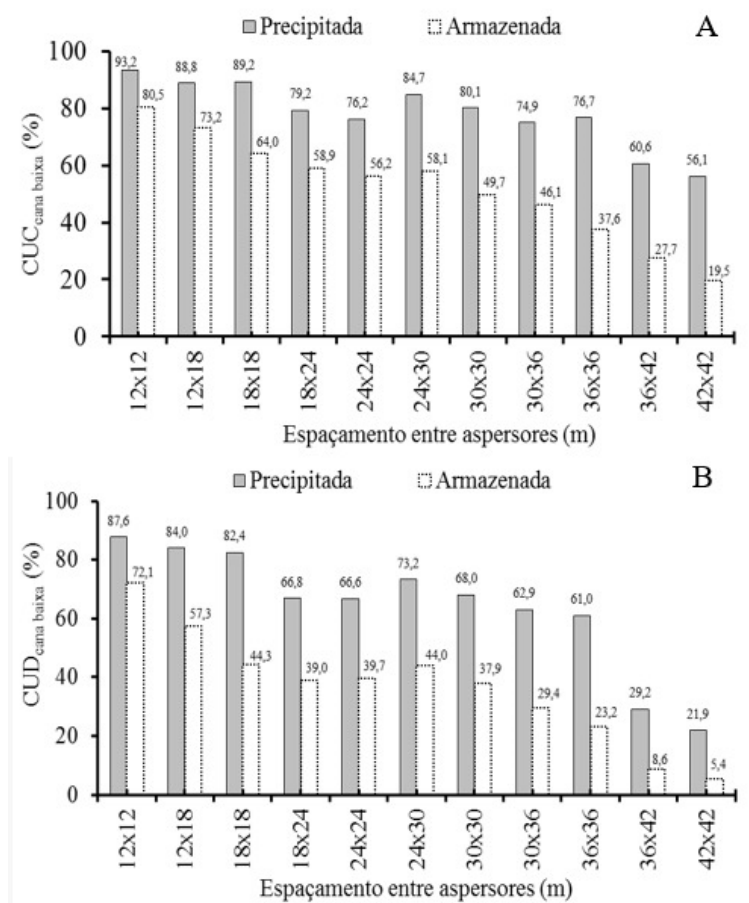 Precipitada Armazenada A
CUC cana baixa (%)
100
80
60
40
20
0
93,2 80,5 88,8 73,2 89,2 64,0 79,2 58,9 76,2 56,2 84,7 58,1 80,1 49,7 74,9 46,1 76,7 37,6 60,6 27,7 56,1 19,5
12x12 12x18 18x18 18x24 24x24 24x30 30x30 30x36 36x36 36x42 42x42
Espaçamento entre aspersores (m)
Precipitada Armazenada B
CUD cana baixa (%)
100
80
60
40
20
0
87,6 72,1 84,0 57,3 82,4 44,3 66,8 39,0 66,6 39,7 73,2 44,0 68,0 37,9 62,9 29,4 61,0 23,2 29,2 8,6 21,9 5,4
12x12 12x18 18x18 18x24 24x24 24x30 30x30 30x36 36x36 36x42 42x42
Espaçamento entre aspersores (m)